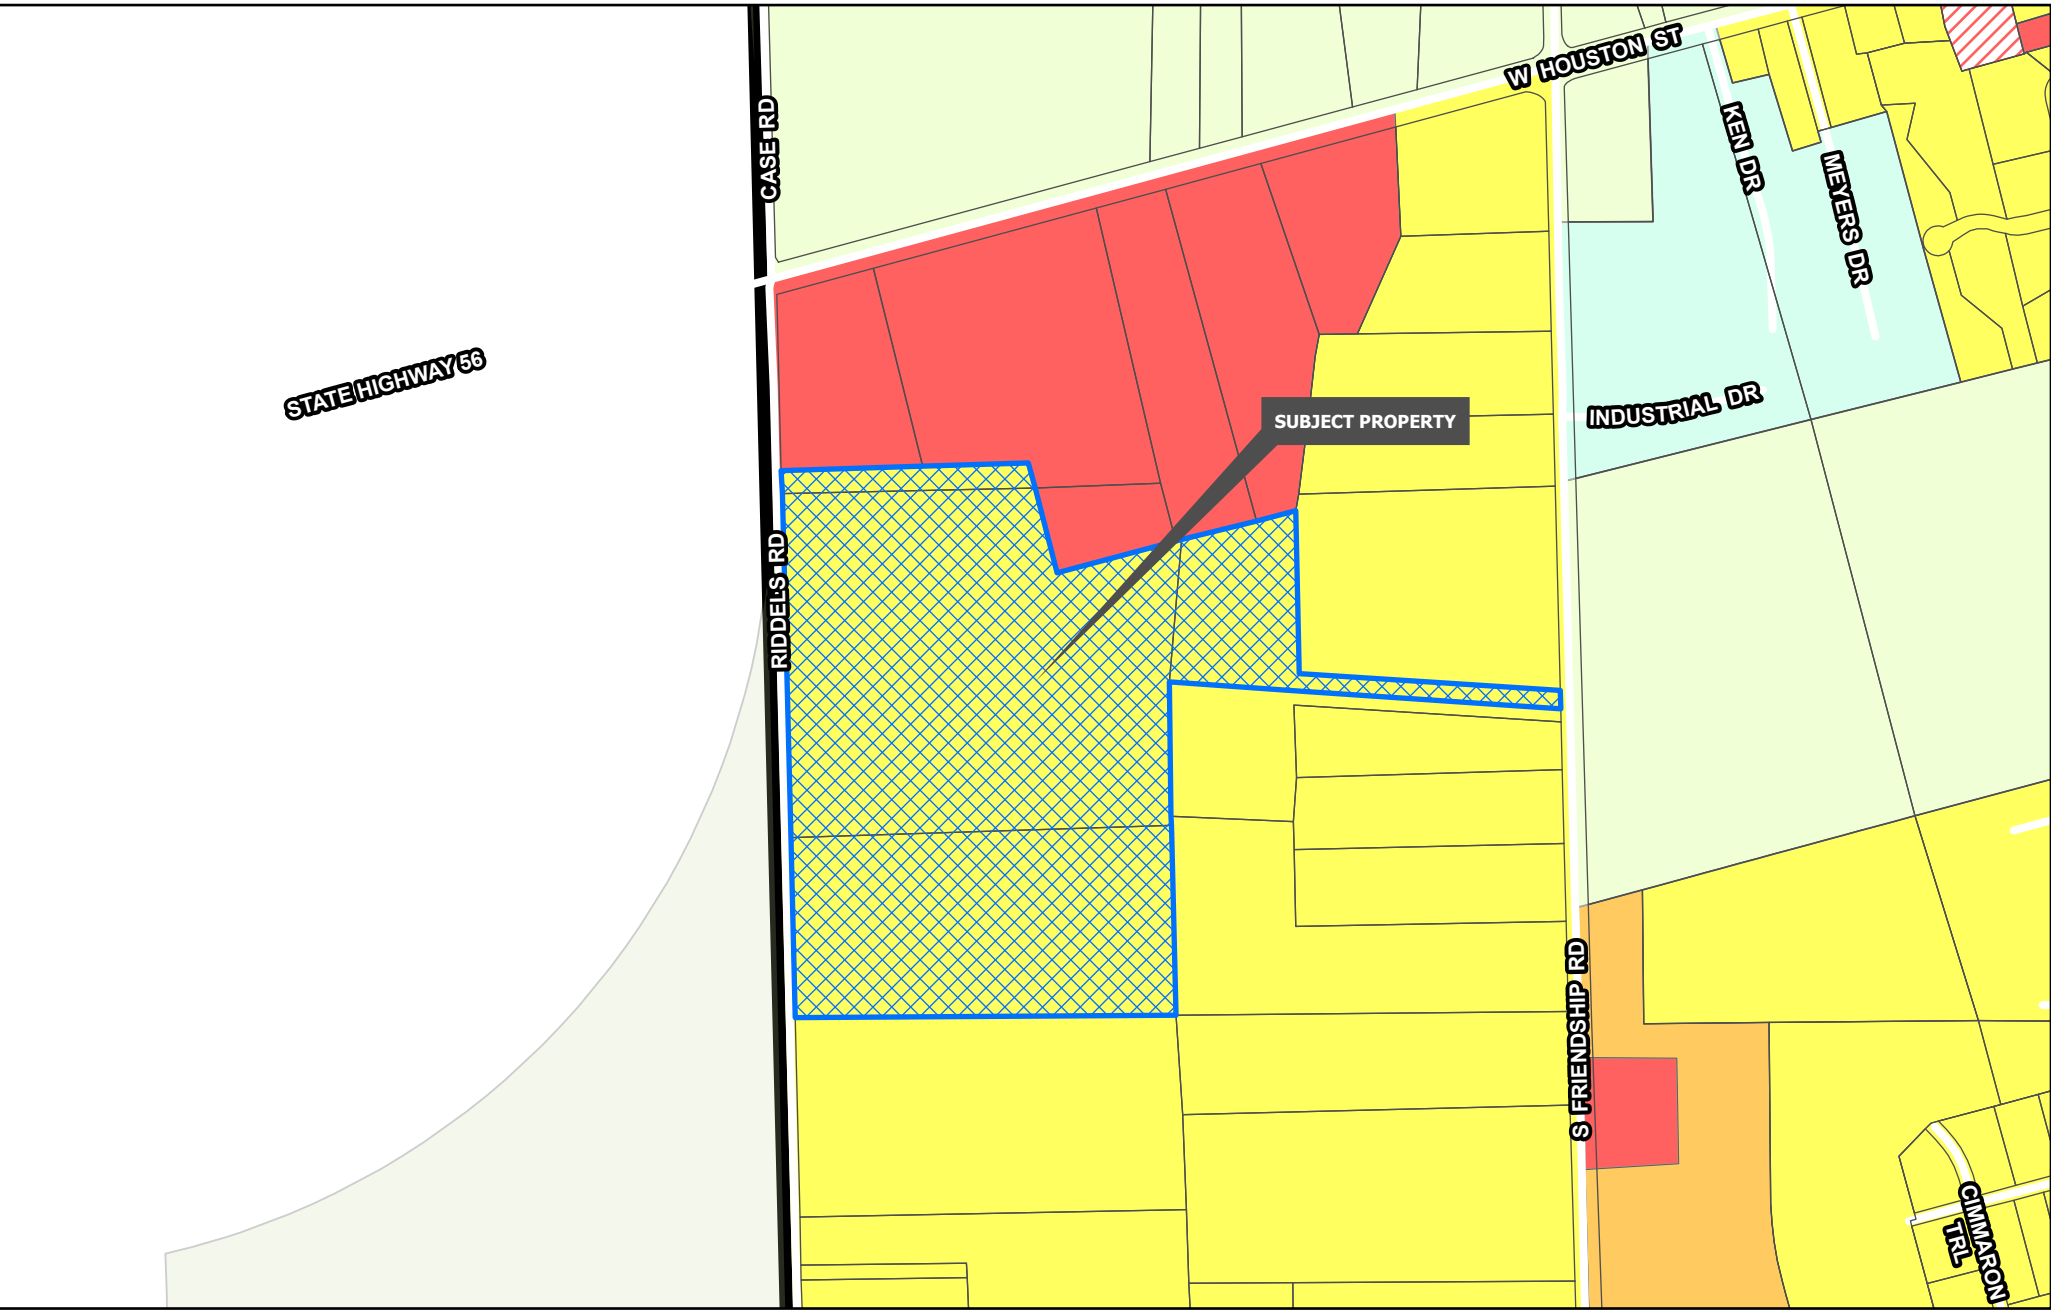 W HOUSTON ST
CASE RD
KEN DR
MEYERS DR
STATE HIGHWAY 56
INDUSTRIAL DR
SUBJECT PROPERTY
RIDDELS RD
S FRIENDSHIP RD
CIMMARON
TRL